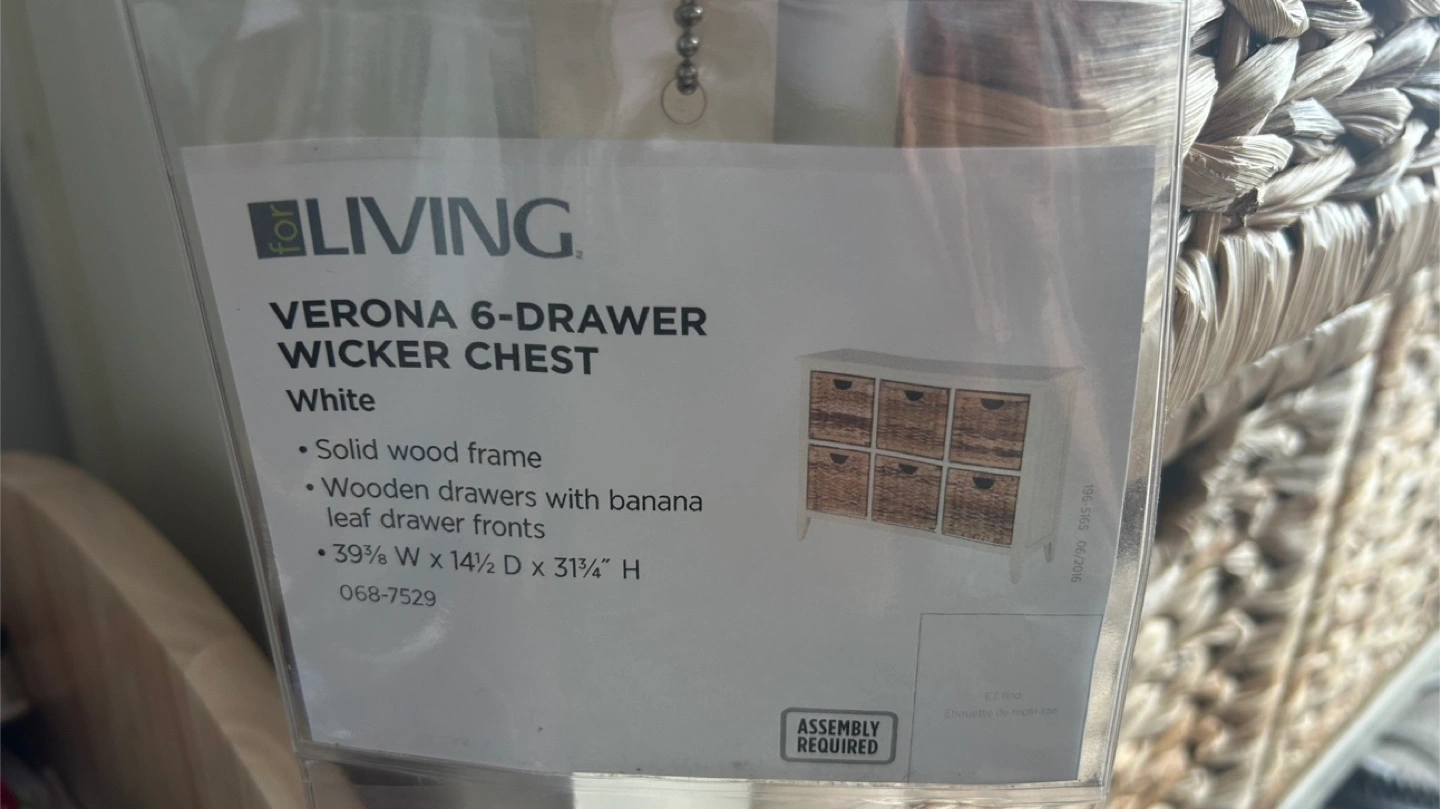 for LIVING
VERONA 6-DRAWER
WICKER CHEST
White
• Solid wood frame
• Wooden drawers with banana
leaf drawer fronts
• 39⅜ W x 14½ D x 31¾" H
068-7529
196-5165 06/2016
ASSEMBLY
REQUIRED